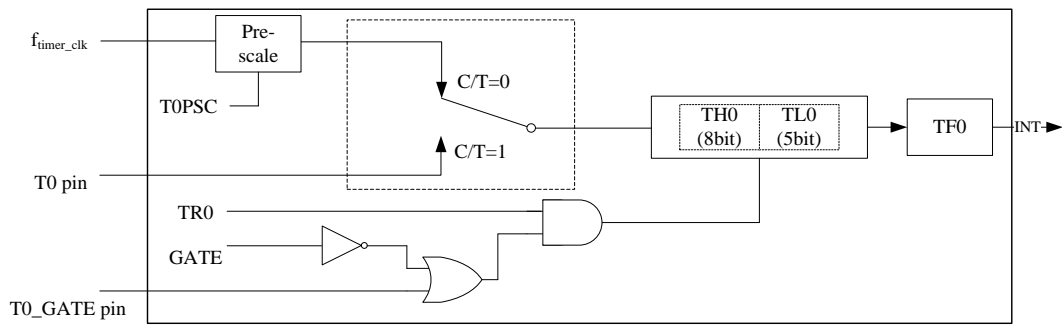 f_timer_clk
Pre-
scale
T0PSC
C/T=0
C/T=1
T0 pin
TH0
(8bit)
TL0
(5bit)
TF0
INT
TR0
GATE
T0_GATE pin